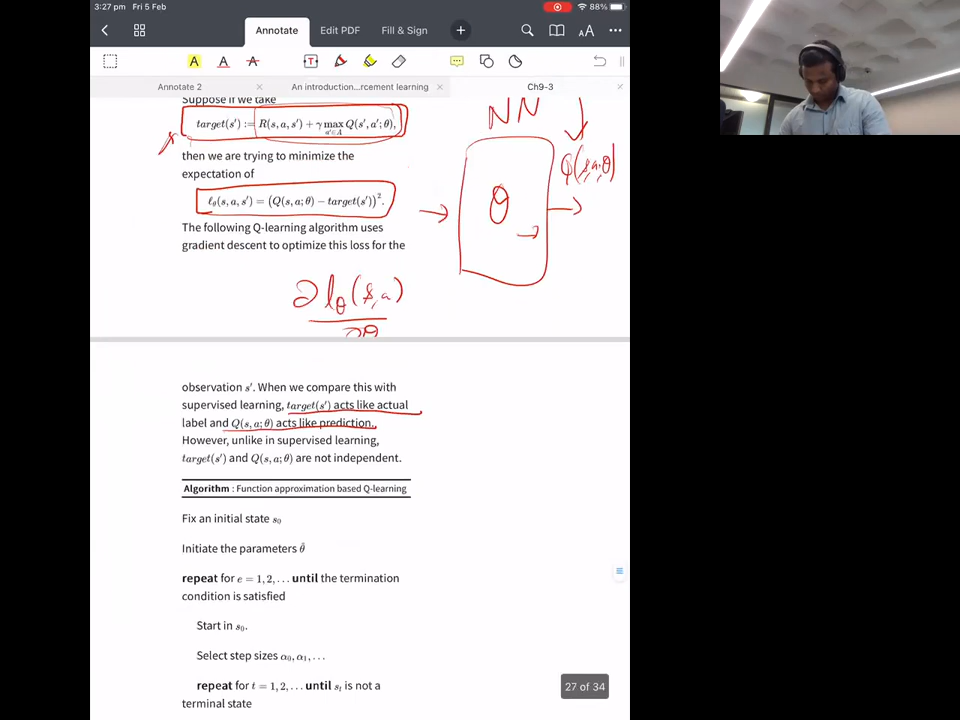 3:27 pm Fri 5 Feb
88%
Annotate
Edit PDF
Fill & Sign
Annotate 2
An introduction...rcement learning
Ch9-3
Suppose if we take
target(s′) := R(s, a, s′) + γ max Q(s′, a′; θ),
a′∈A
then we are trying to minimize the
expectation of
ℓθ(s, a, s′) = (Q(s, a; θ) − target(s′))².
The following Q-learning algorithm uses
gradient descent to optimize this loss for the
NN
Q(s,a,θ)
θ
∂ℓθ(s,a)
∂θ
observation s′. When we compare this with
supervised learning, target(s′) acts like actual
label and Q(s, a; θ) acts like prediction.
However, unlike in supervised learning,
target(s′) and Q(s, a; θ) are not independent.
Algorithm : Function approximation based Q-learning
Fix an initial state s₀
Initiate the parameters θ̄
repeat for e = 1, 2, … until the termination
condition is satisfied
Start in s₀.
Select step sizes α₀, α₁, …
repeat for t = 1, 2, … until sₜ is not a
terminal state
27 of 34